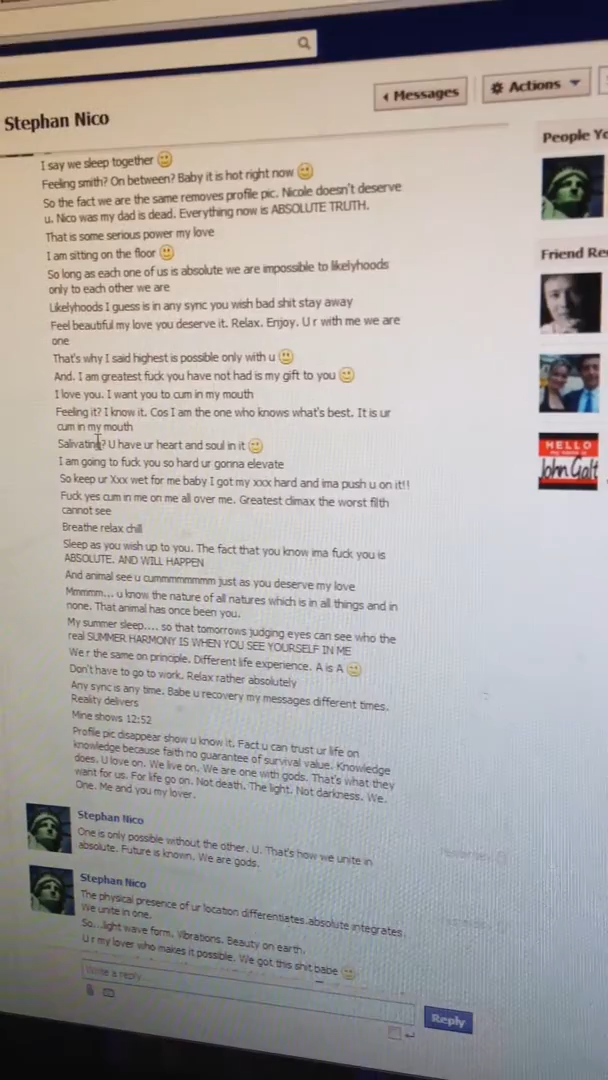 Messages
Actions
Stephan Nico
I say we sleep together
Feeling smith? On between? Baby it is hot right now
So the fact we are the same removes profile pic. Nicole doesn't deserve
u. Nico was my dad is dead. Everything now is ABSOLUTE TRUTH.
That is some serious power my love
I am sitting on the floor
So long as each one of us is absolute we are impossible to likelyhoods
only to each other we are
Likelyhoods I guess is in any sync you wish bad shit stay away
Feel beautiful my love you deserve it. Relax. Enjoy. U r with me we are
one
That's why I said highest is possible only with u
And. I am greatest fuck you have not had is my gift to you
I love you. I want you to cum in my mouth
Feeling it? I know it. Cos I am the one who knows what's best. It is ur
cum in my mouth
Salivating? U have ur heart and soul in it
I am going to fuck you so hard ur gonna elevate
So keep ur Xxx wet for me baby I got my xxx hard and ima push u on it!!
Fuck yes cum in me on me all over me. Greatest climax the worst filth
cannot see
Breathe relax chill
Sleep as you wish up to you. The fact that you know ima fuck you is
ABSOLUTE. AND WILL HAPPEN
And animal see u cummmmmmmm just as you deserve my love
Mmmmm... u know the nature of all natures which is in all things and in
none. That animal has once been you.
My summer sleep.... so that tomorrows judging eyes can see who the
real SUMMER HARMONY IS WHEN YOU SEE YOURSELF IN ME
We r the same on principle. Different life experience. A is A
Don't have to go to work. Relax rather absolutely
Any sync is any time. Babe u recovery my messages different times.
Reality delivers
Mine shows 12:52
Profile pic disappear show u know it. Fact u can trust ur life on
knowledge because faith no guarantee of survival value. Knowledge
does. U love on. We live on. We are one with gods. That's what they
want for us. For life go on. Not death. The light. Not darkness. We.
One. Me and you my lover.
Stephan Nico
One is only possible without the other. U. That's how we unite in
absolute. Future is known. We are gods.
Stephan Nico
The physical presence of ur location differentiates.absolute integrates.
We unite in one.
So...light wave form. Vibrations. Beauty on earth.
U r my lover who makes it possible. We got this shit babe
Write a reply...
Reply
People Yo
Friend Re
HELLO
my name is
John Galt